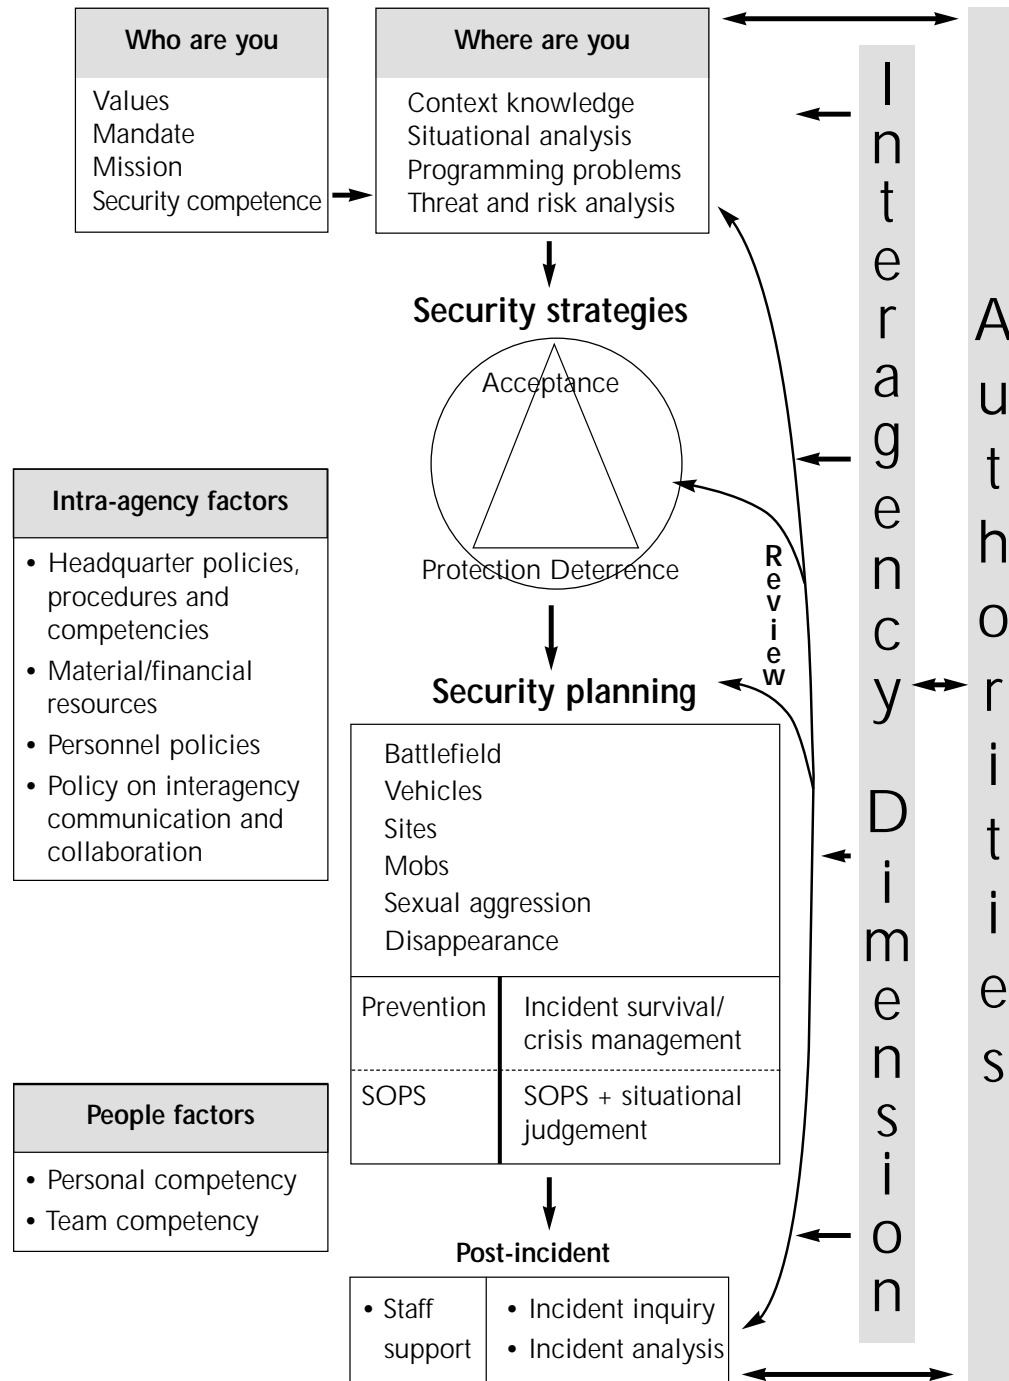 Who are you
Values
Mandate
Mission
Security competence
Where are you
Context knowledge
Situational analysis
Programming problems
Threat and risk analysis
Security strategies
Acceptance
Protection Deterrence
Intra-agency factors
• Headquarter policies,
procedures and
competencies
• Material/financial
resources
• Personnel policies
• Policy on interagency
communication and
collaboration
Review
Security planning
Battlefield
Vehicles
Sites
Mobs
Sexual aggression
Disappearance
Prevention
Incident survival/
crisis management
SOPS
SOPS + situational
judgement
People factors
• Personal competency
• Team competency
Post-incident
• Staff
support
• Incident inquiry
• Incident analysis
Interagency Dimension
Authorities